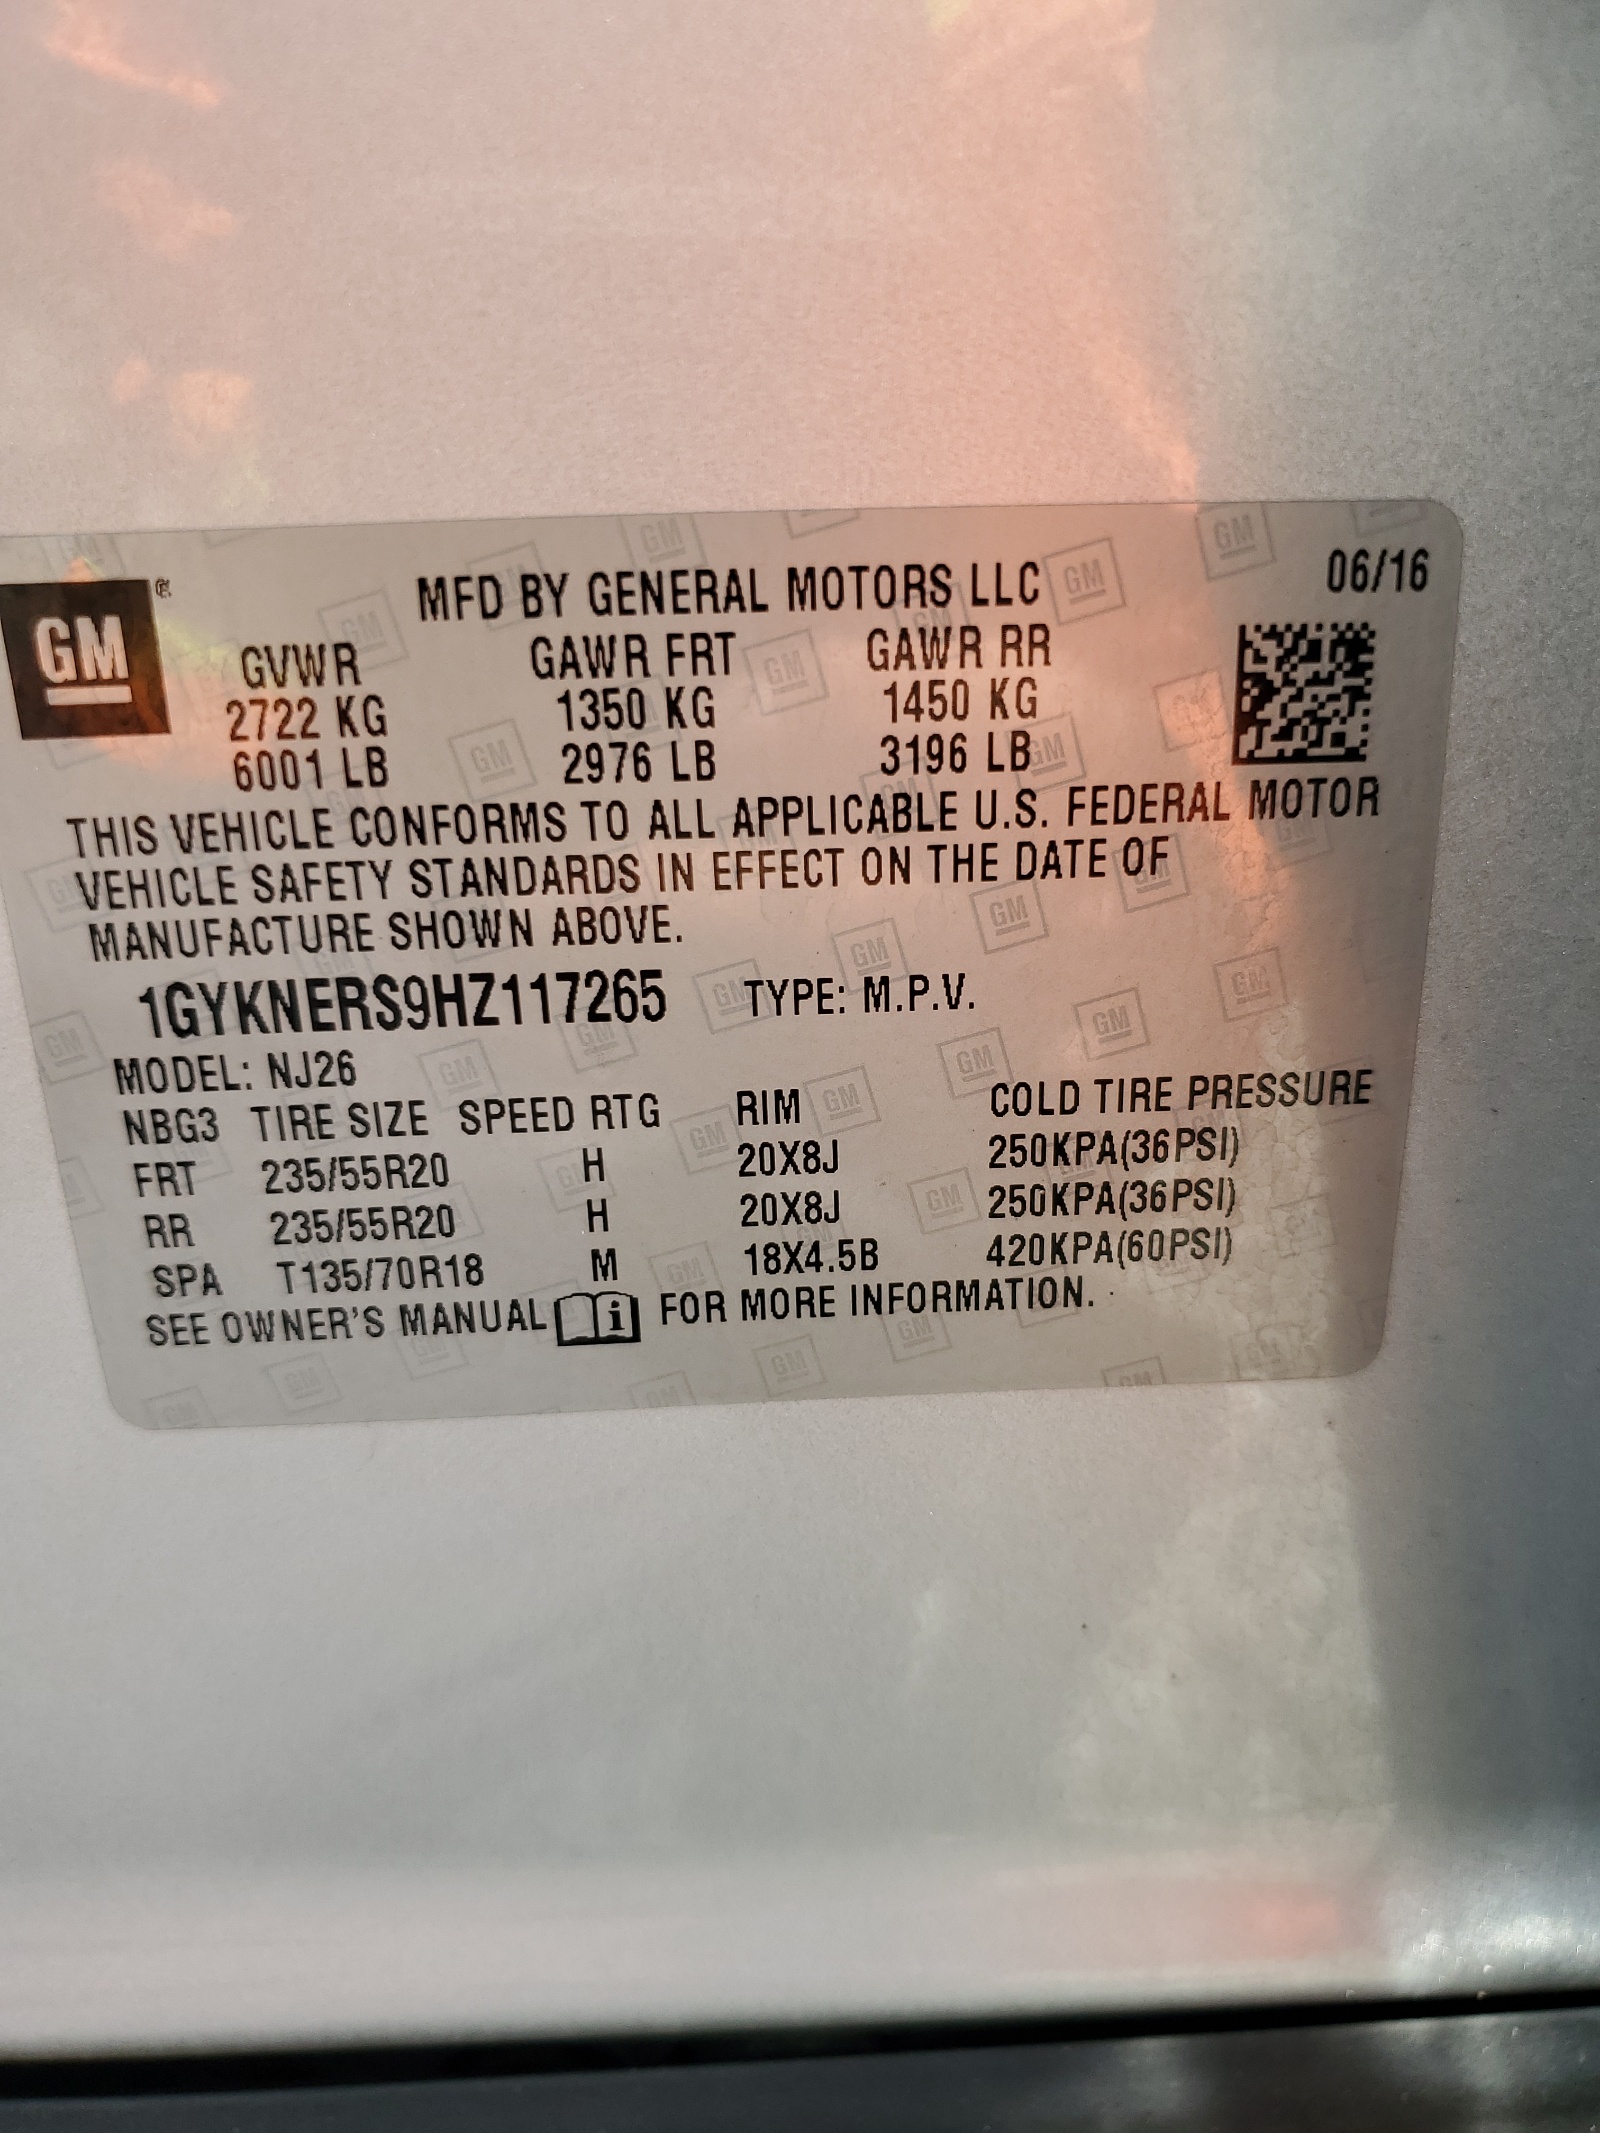 GM
MFD BY GENERAL MOTORS LLC 06/16
GVWR GAWR FRT GAWR RR
2722 KG 1350 KG 1450 KG
6001 LB 2976 LB 3196 LB
THIS VEHICLE CONFORMS TO ALL APPLICABLE U.S. FEDERAL MOTOR
VEHICLE SAFETY STANDARDS IN EFFECT ON THE DATE OF
MANUFACTURE SHOWN ABOVE.
1GYKNERS9HZ117265 TYPE: M.P.V.
MODEL: NJ26
NBG3 TIRE SIZE SPEED RTG RIM COLD TIRE PRESSURE
FRT 235/55R20 H 20X8J 250KPA(36PSI)
RR 235/55R20 H 20X8J 250KPA(36PSI)
SPA T135/70R18 M 18X4.5B 420KPA(60PSI)
SEE OWNER'S MANUAL i FOR MORE INFORMATION.